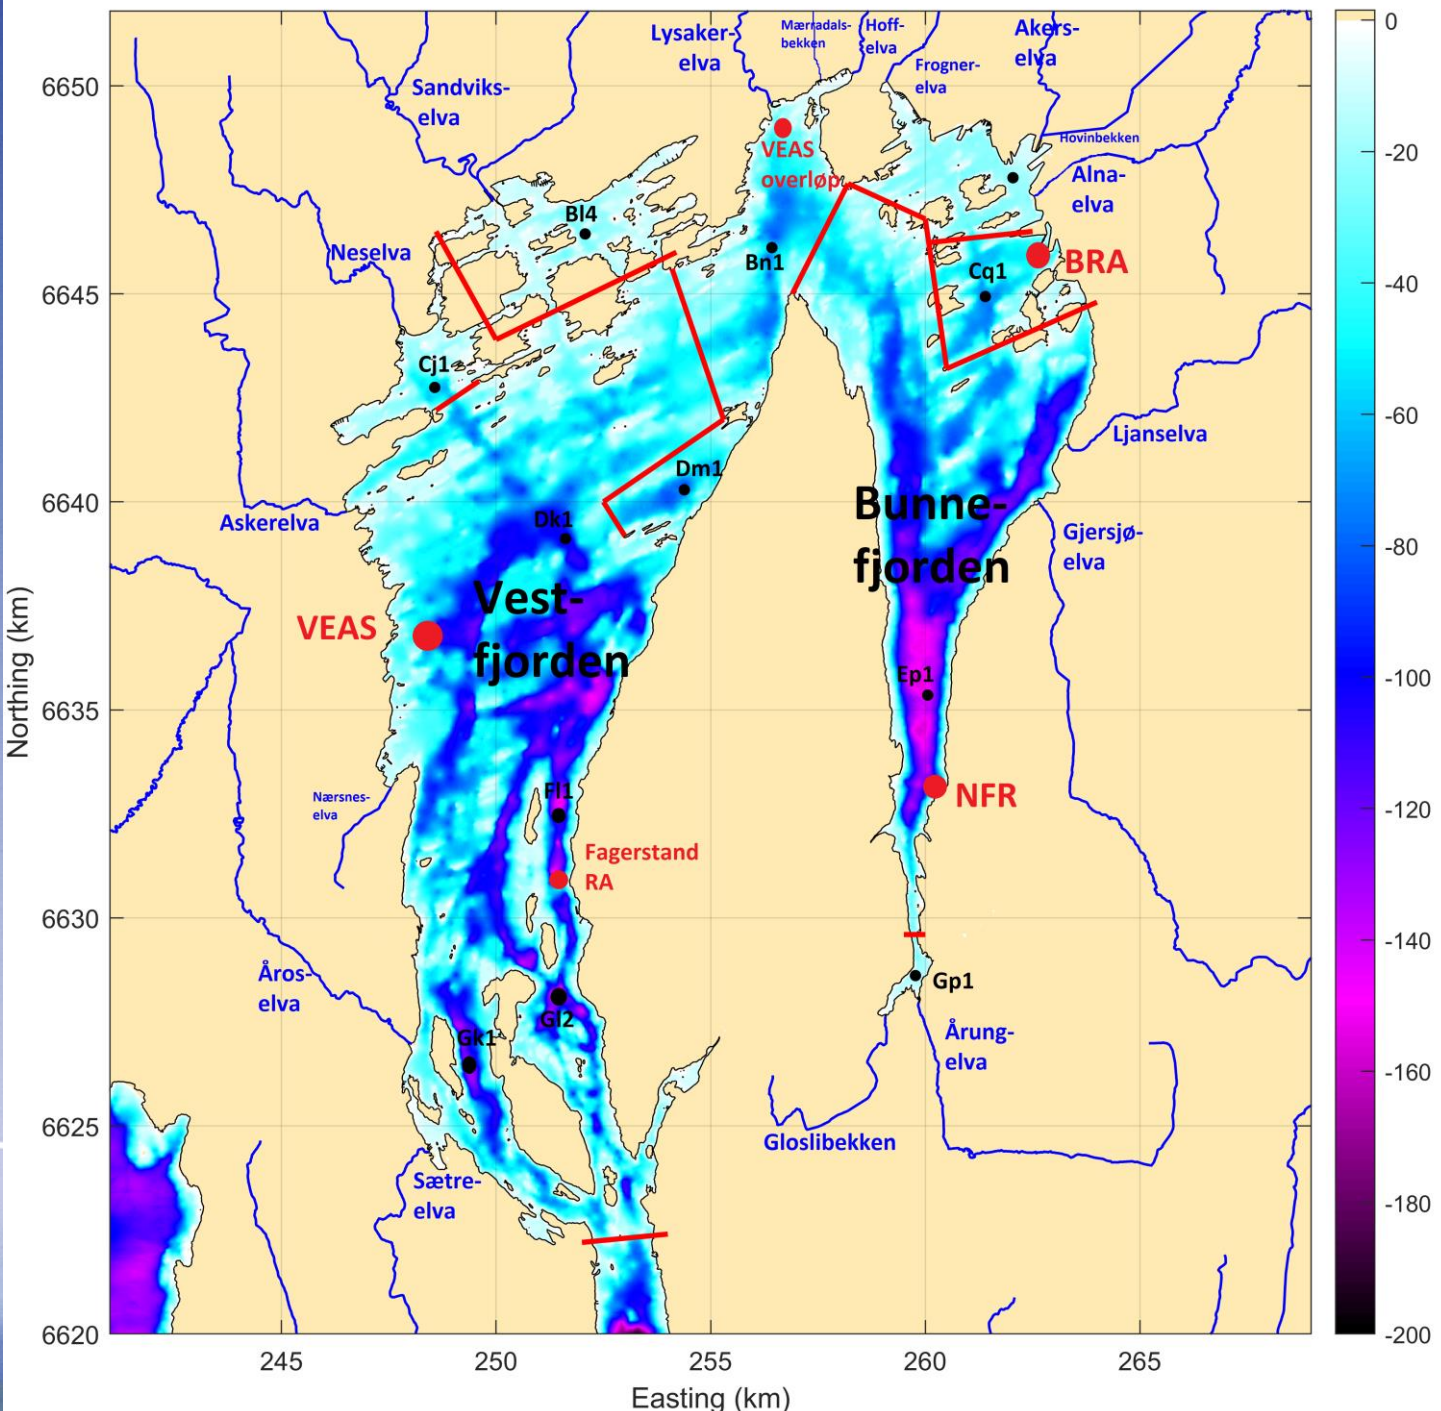 Lysaker-
elva
Mærradals-
bekken
Hoff-
elva
Akers-
elva
Frogner-
elva
Sandviks-
elva
Hovinbekken
VEAS
overløp
Alna-
elva
Bl4
Neselva
Bn1
BRA
Cq1
Cj1
Ljanselva
Dm1
Askerelva
Dk1
Bunne-
fjorden
Gjersjø-
elva
Vest-
fjorden
VEAS
Ep1
Nærsnes-
elva
Fl1
NFR
Fagerstand
RA
Åros-
elva
Gp1
Gl2
Gk1
Årung-
elva
Gloslibekken
Sætre-
elva
6650
6645
6640
6635
6630
6625
6620
Northing (km)
245
250
255
260
265
Easting (km)
0
-20
-40
-60
-80
-100
-120
-140
-160
-180
-200